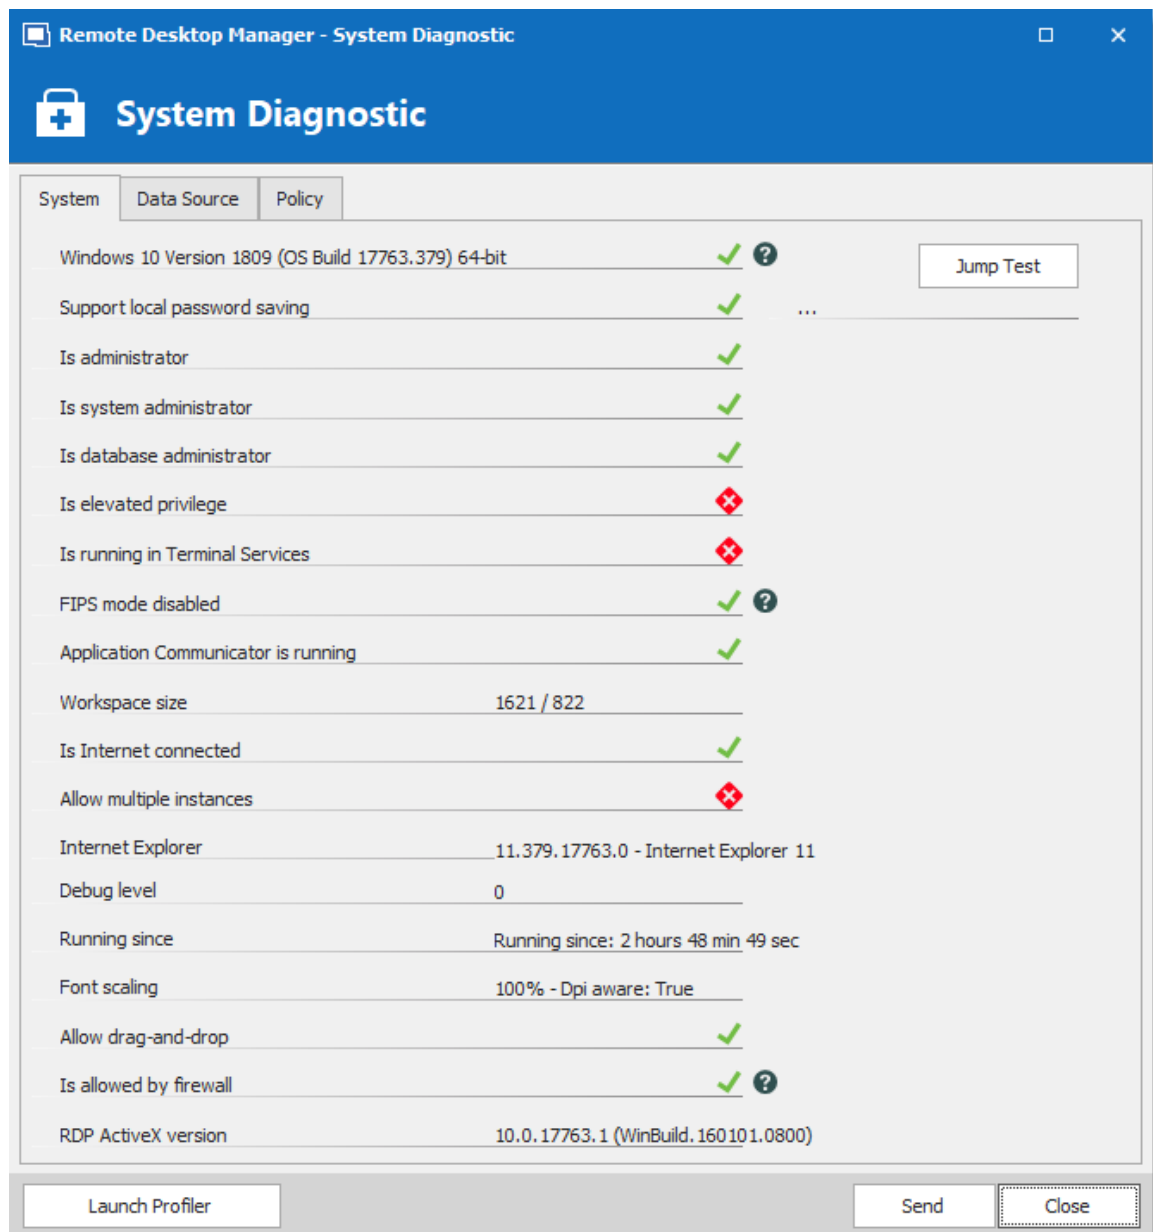 Remote Desktop Manager - System Diagnostic
System Diagnostic
System Data Source Policy
Windows 10 Version 1809 (OS Build 17763.379) 64-bit
Jump Test
Support local password saving ...
Is administrator
Is system administrator
Is database administrator
Is elevated privilege
Is running in Terminal Services
FIPS mode disabled
Application Communicator is running
Workspace size 1621 / 822
Is Internet connected
Allow multiple instances
Internet Explorer 11.379.17763.0 - Internet Explorer 11
Debug level 0
Running since Running since: 2 hours 48 min 49 sec
Font scaling 100% - Dpi aware: True
Allow drag-and-drop
Is allowed by firewall
RDP ActiveX version 10.0.17763.1 (WinBuild.160101.0800)
Launch Profiler Send Close